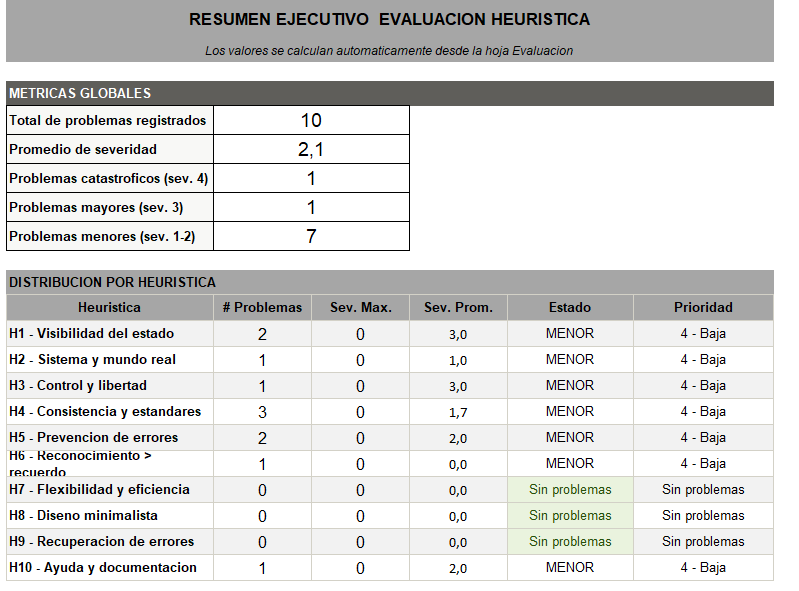 RESUMEN EJECUTIVO EVALUACION HEURISTICA
Los valores se calculan automaticamente desde la hoja Evaluacion
METRICAS GLOBALES
Total de problemas registrados 10
Promedio de severidad 2,1
Problemas catastroficos (sev. 4) 1
Problemas mayores (sev. 3) 1
Problemas menores (sev. 1-2) 7
DISTRIBUCION POR HEURISTICA
Heuristica # Problemas Sev. Max. Sev. Prom. Estado Prioridad
H1 - Visibilidad del estado 2 0 3,0 MENOR 4 - Baja
H2 - Sistema y mundo real 1 0 1,0 MENOR 4 - Baja
H3 - Control y libertad 1 0 3,0 MENOR 4 - Baja
H4 - Consistencia y estandares 3 0 1,7 MENOR 4 - Baja
H5 - Prevencion de errores 2 0 2,0 MENOR 4 - Baja
H6 - Reconocimiento >
recuerdo 1 0 0,0 MENOR 4 - Baja
H7 - Flexibilidad y eficiencia 0 0 0,0 Sin problemas Sin problemas
H8 - Diseno minimalista 0 0 0,0 Sin problemas Sin problemas
H9 - Recuperacion de errores 0 0 0,0 Sin problemas Sin problemas
H10 - Ayuda y documentacion 1 0 2,0 MENOR 4 - Baja